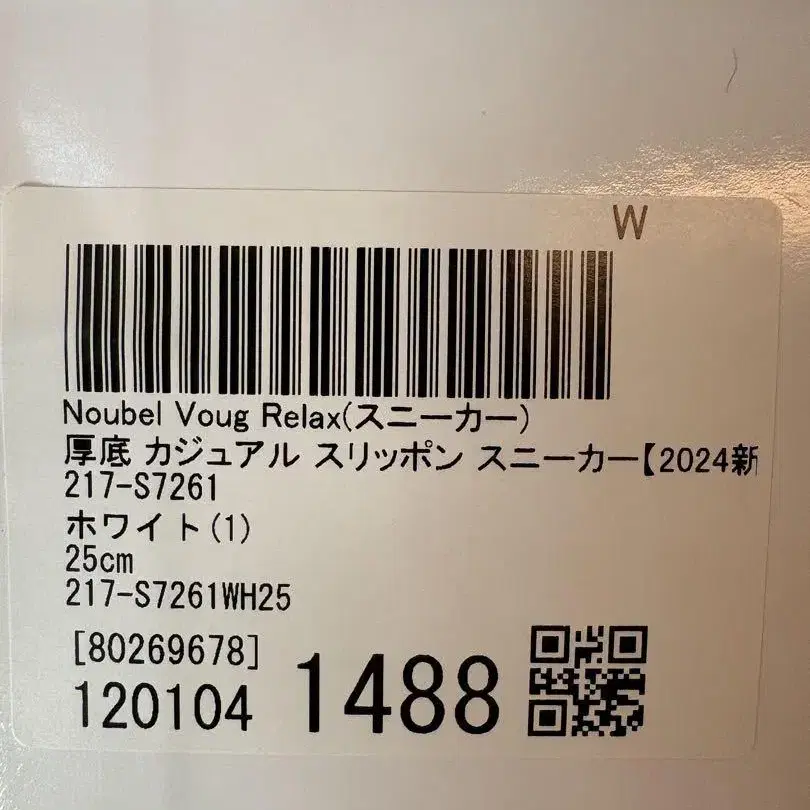 W
Noubel Voug Relax(スニーカー)
厚底 カジュアル スリッポン スニーカー【2024新
217-S7261
ホワイト(1)
25cm
217-S7261WH25
[80269678]
120104 1488